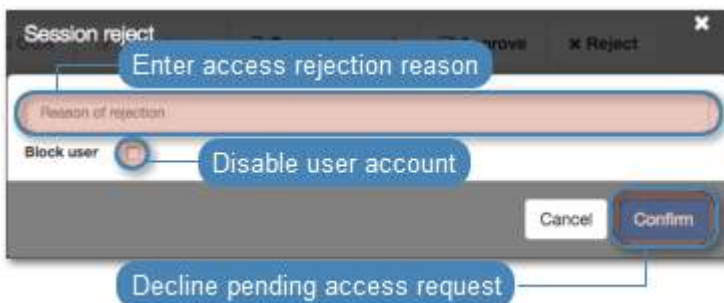 Session reject
Approve
Reject
Enter access rejection reason
Reason of rejection
Block user
Disable user account
Cancel
Confirm
Decline pending access request